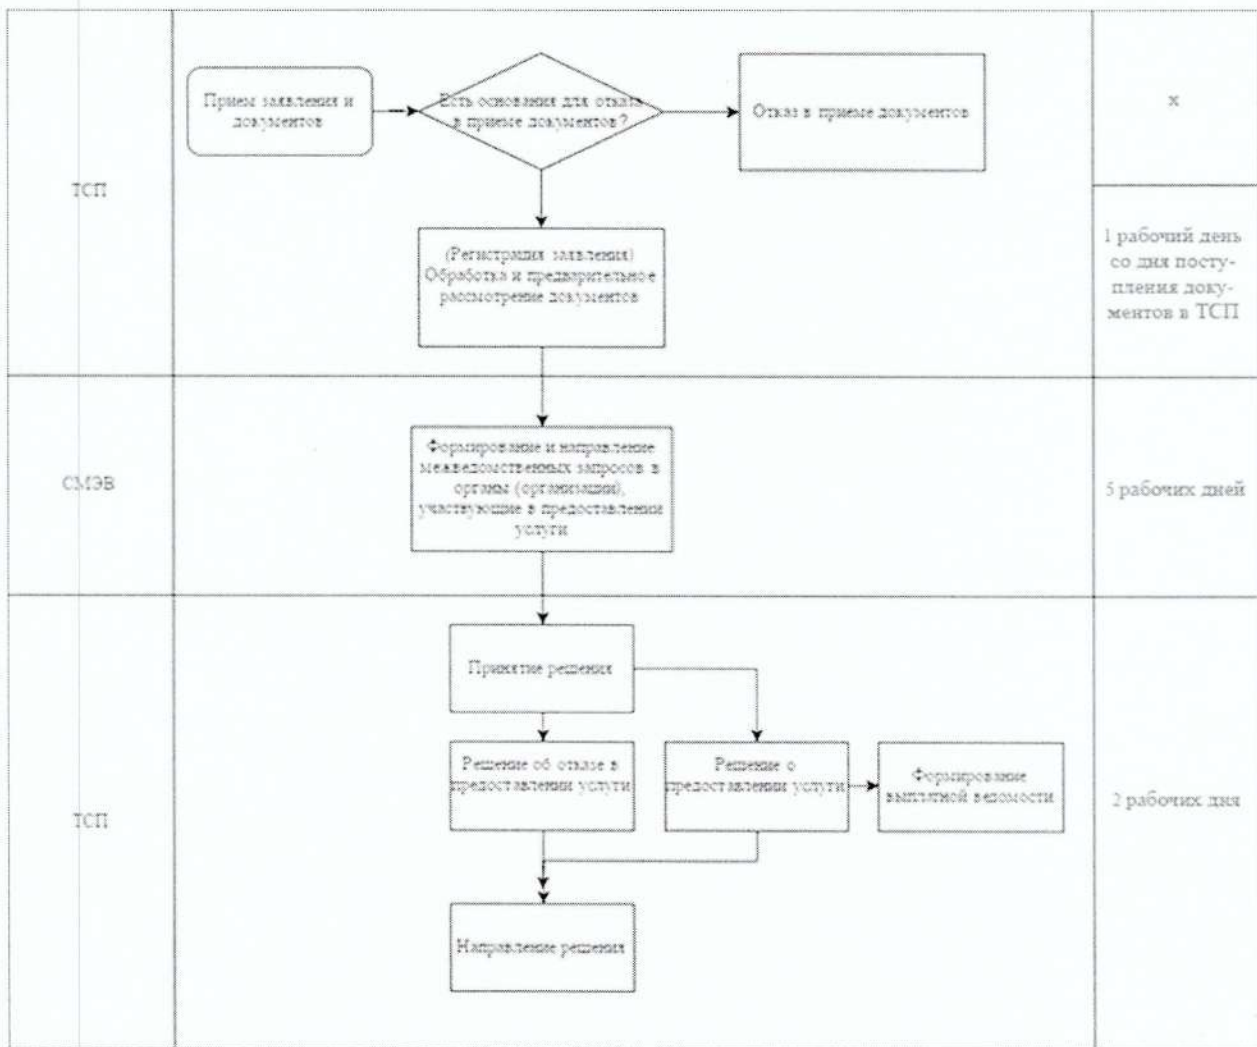 Прием заявления и
документов
Есть основания для отказа
в приеме документов?
Отказ в приеме документов
х
ТСП
(Регистрация заявления)
Обработка и предварительное
рассмотрение документов
1 рабочий день
со дня посту-
пления доку-
ментов в ТСП
СМЭВ
Формирование и направление
межведомственных запросов в
органы (организации),
участвующие в предоставлении
услуги
5 рабочих дней
ТСП
Принятие решения
Решение об отказе в
предоставлении услуги
Решение о
предоставлении услуги
Формирование
выплатной ведомости
2 рабочих дня
Направление решения